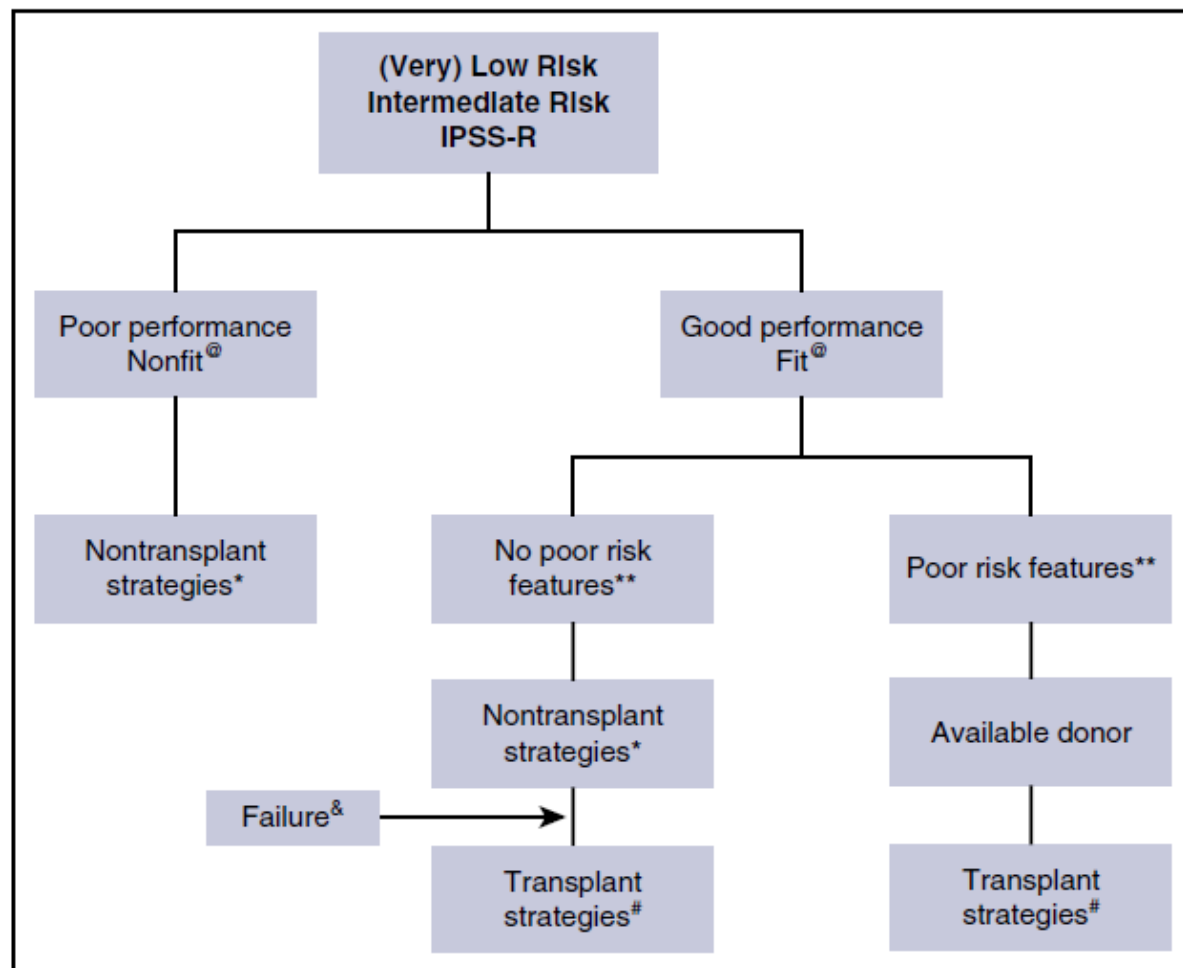 (Very) Low RIsk
IntermedIate RIsk
IPSS-R
Poor performance
Nonfit@
Good performance
Fit@
Nontransplant
strategies*
No poor risk
features**
Poor risk features**
Nontransplant
strategies*
Available donor
Failure&
Transplant
strategies#
Transplant
strategies#